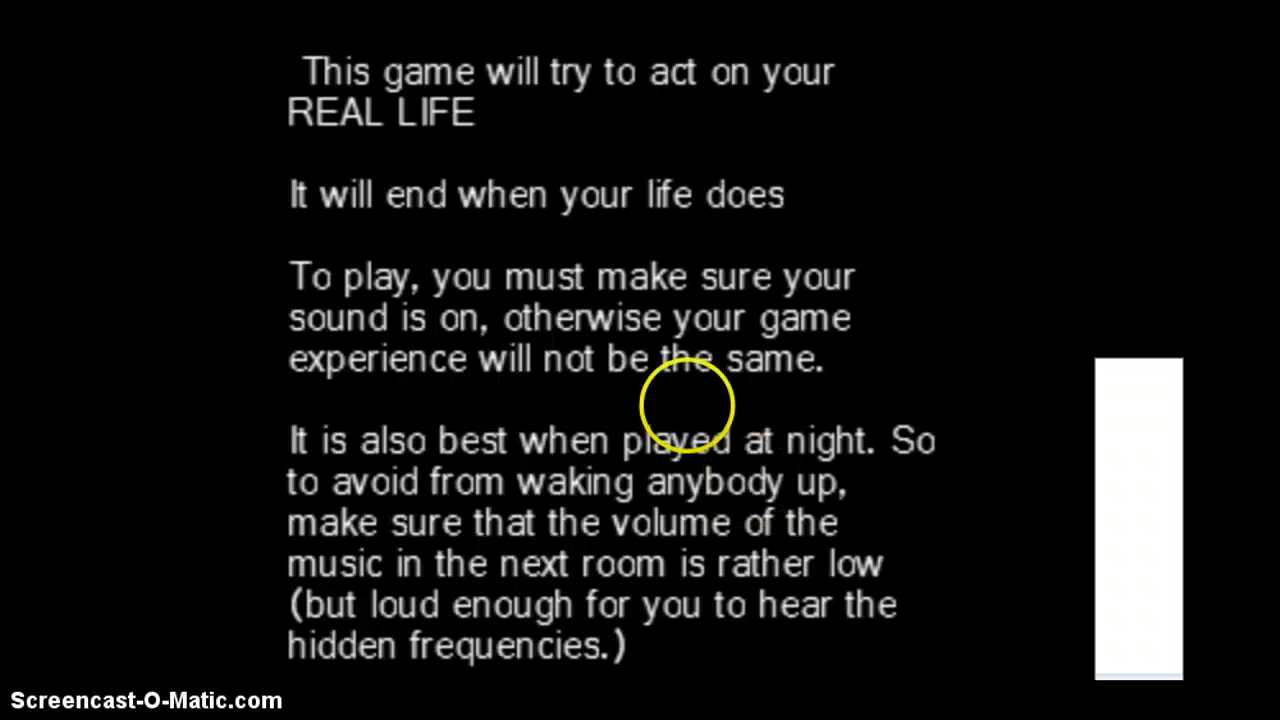 This game will try to act on your
REAL LIFE
It will end when your life does
To play, you must make sure your
sound is on, otherwise your game
experience will not be the same.
It is also best when played at night. So
to avoid from waking anybody up,
make sure that the volume of the
music in the next room is rather low
(but loud enough for you to hear the
hidden frequencies.)
Screencast-O-Matic.com